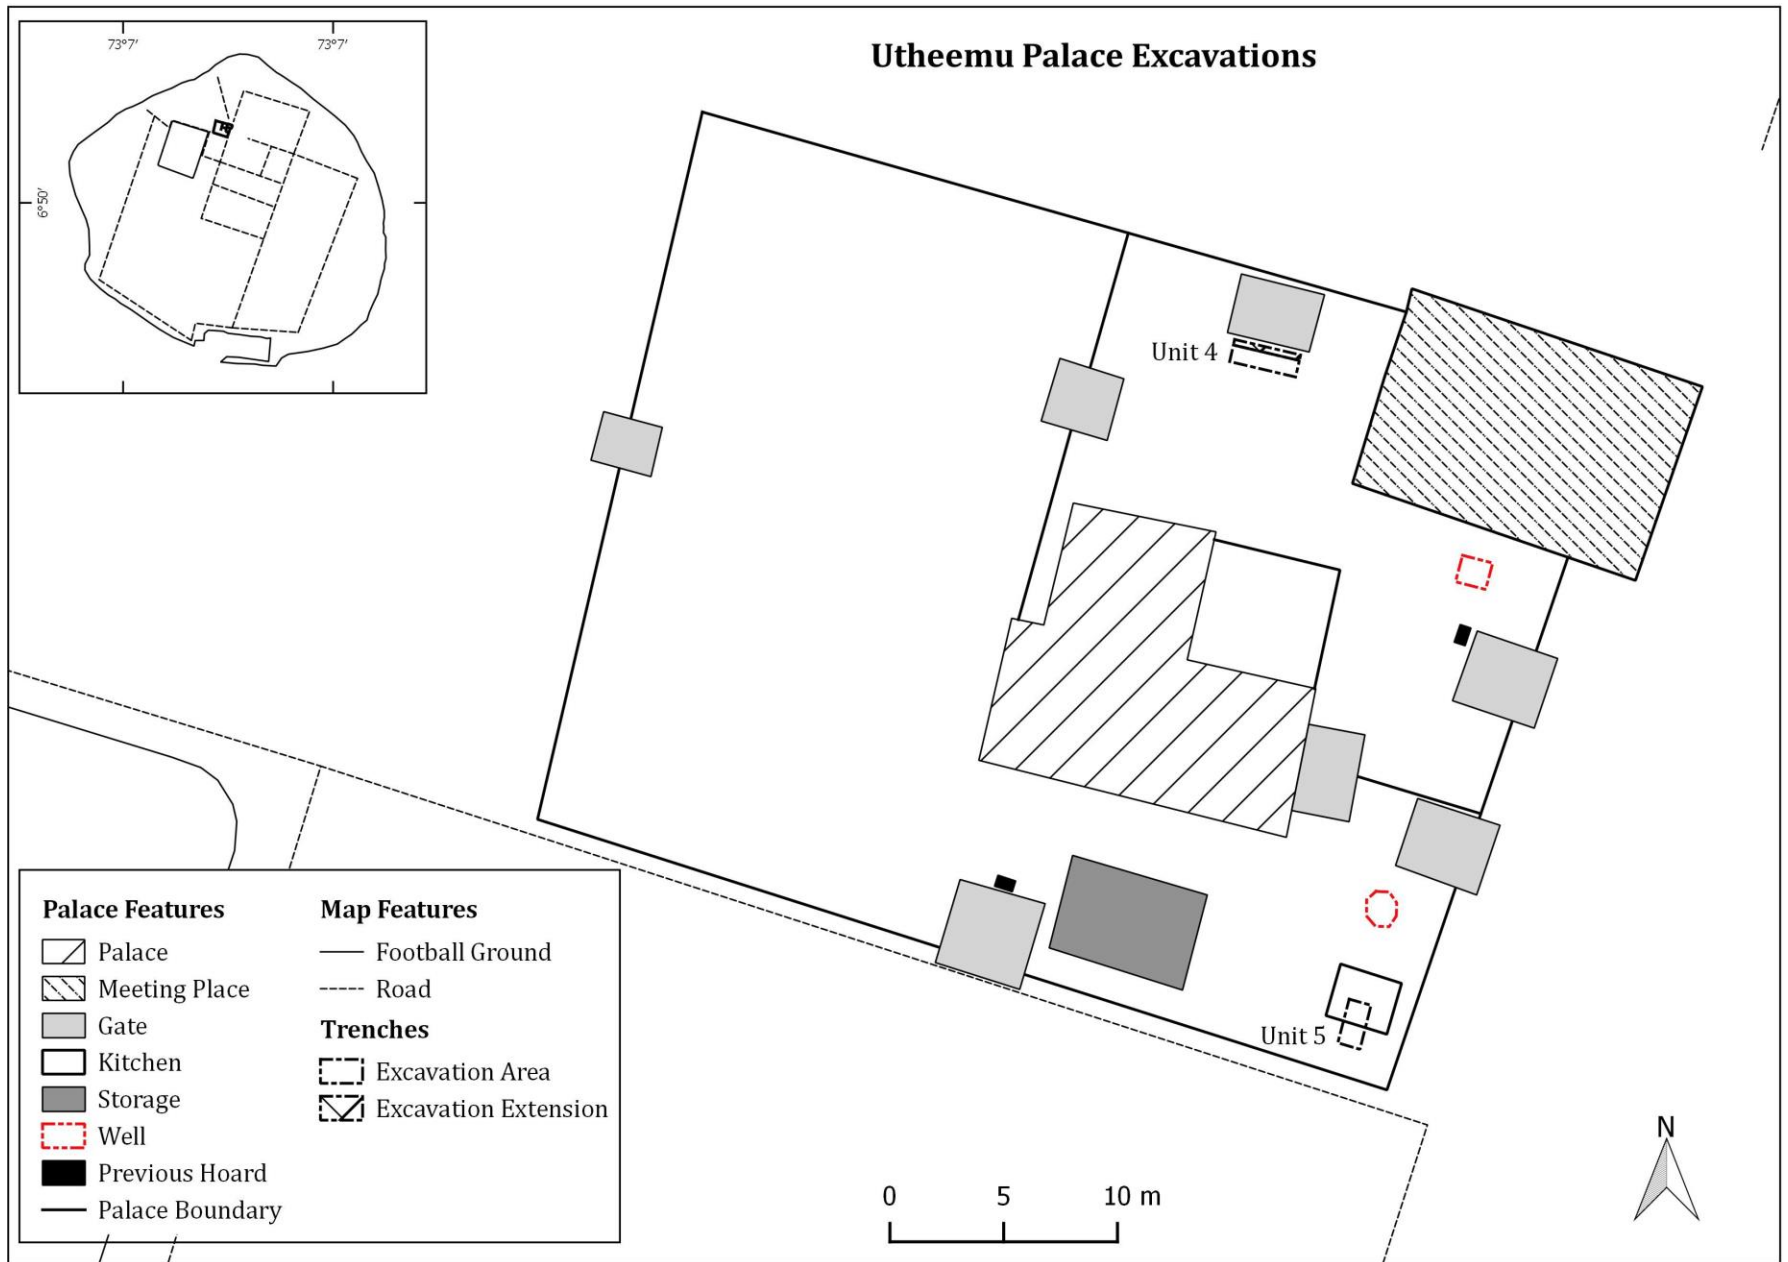 Utheemu Palace Excavations
73°7'
73°7'
6°50'
Unit 4
Unit 5
Palace Features
Palace
Meeting Place
Gate
Kitchen
Storage
Well
Previous Hoard
Palace Boundary
Map Features
Football Ground
Road
Trenches
Excavation Area
Excavation Extension
0 5 10 m
N